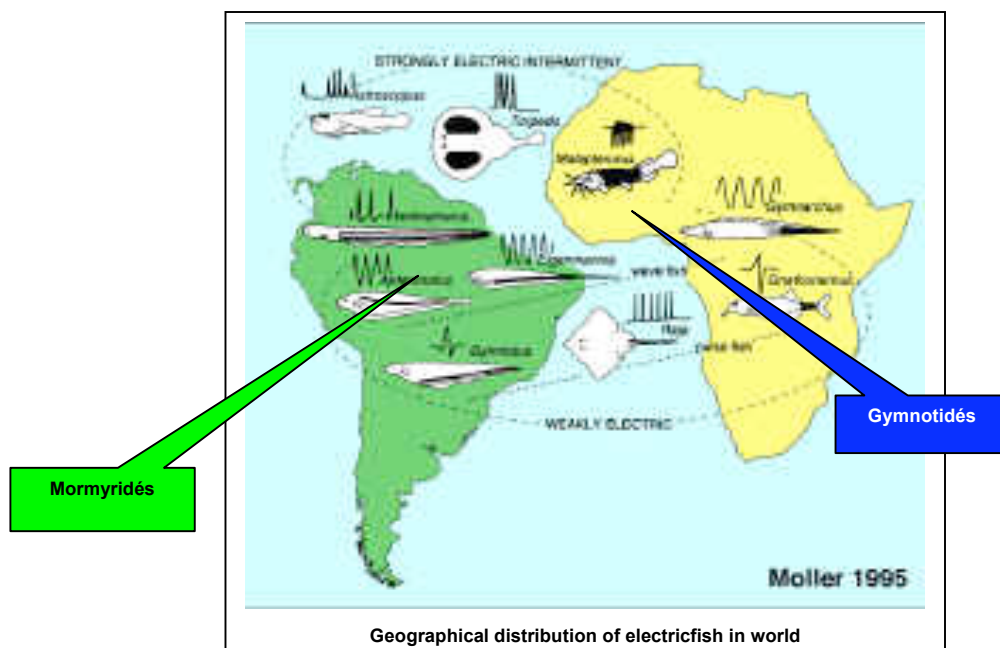 STRONGLY ELECTRIC INTERMITTENT
Torpedo
Malapterurus
Gymnarchus
wave fish
Gymnotus
Raja
pulse fish
WEAKLY ELECTRIC
Gymnotidés
Mormyridés
Moller 1995
Geographical distribution of electricfish in world